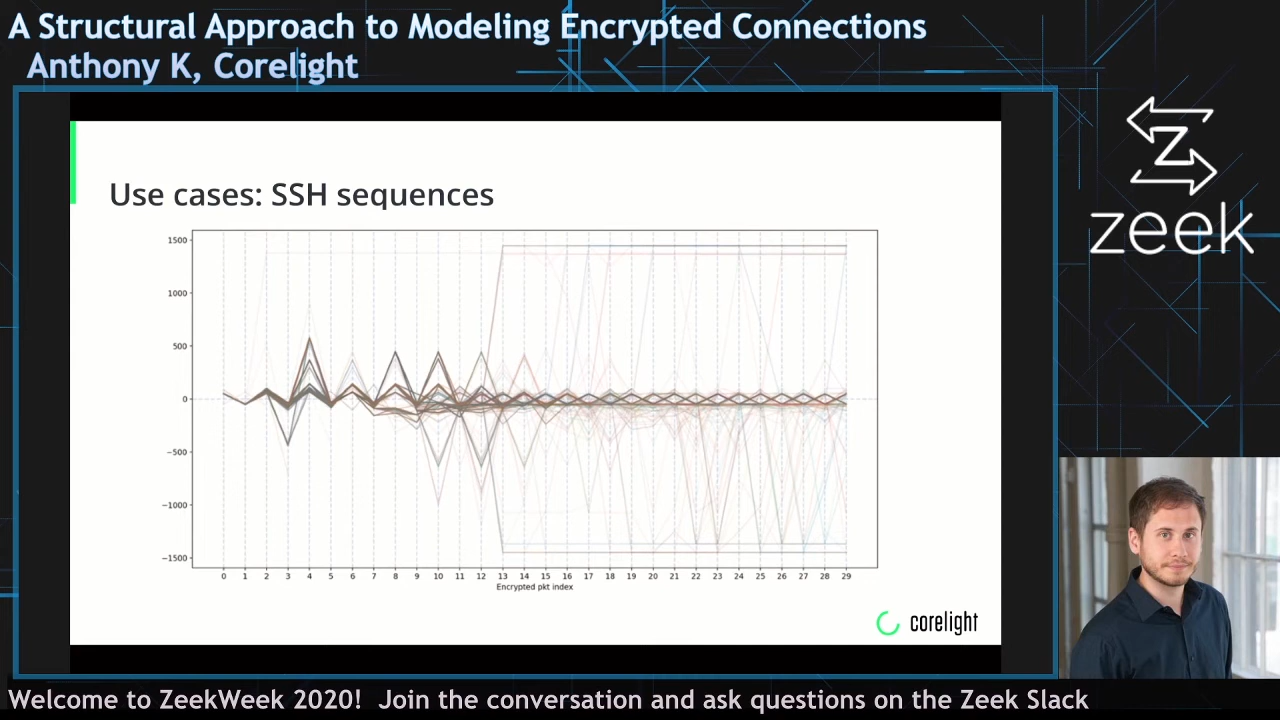 A Structural Approach to Modeling Encrypted Connections
Anthony K, Corelight
zeek
Use cases: SSH sequences
1500
1000
500
0
−500
−1000
−1500
0 1 2 3 4 5 6 7 8 9 10 11 12 13 14 15 16 17 18 19 20 21 22 23 24 25 26 27 28 29
Encrypted pkt index
corelight
Welcome to ZeekWeek 2020! Join the conversation and ask questions on the Zeek Slack